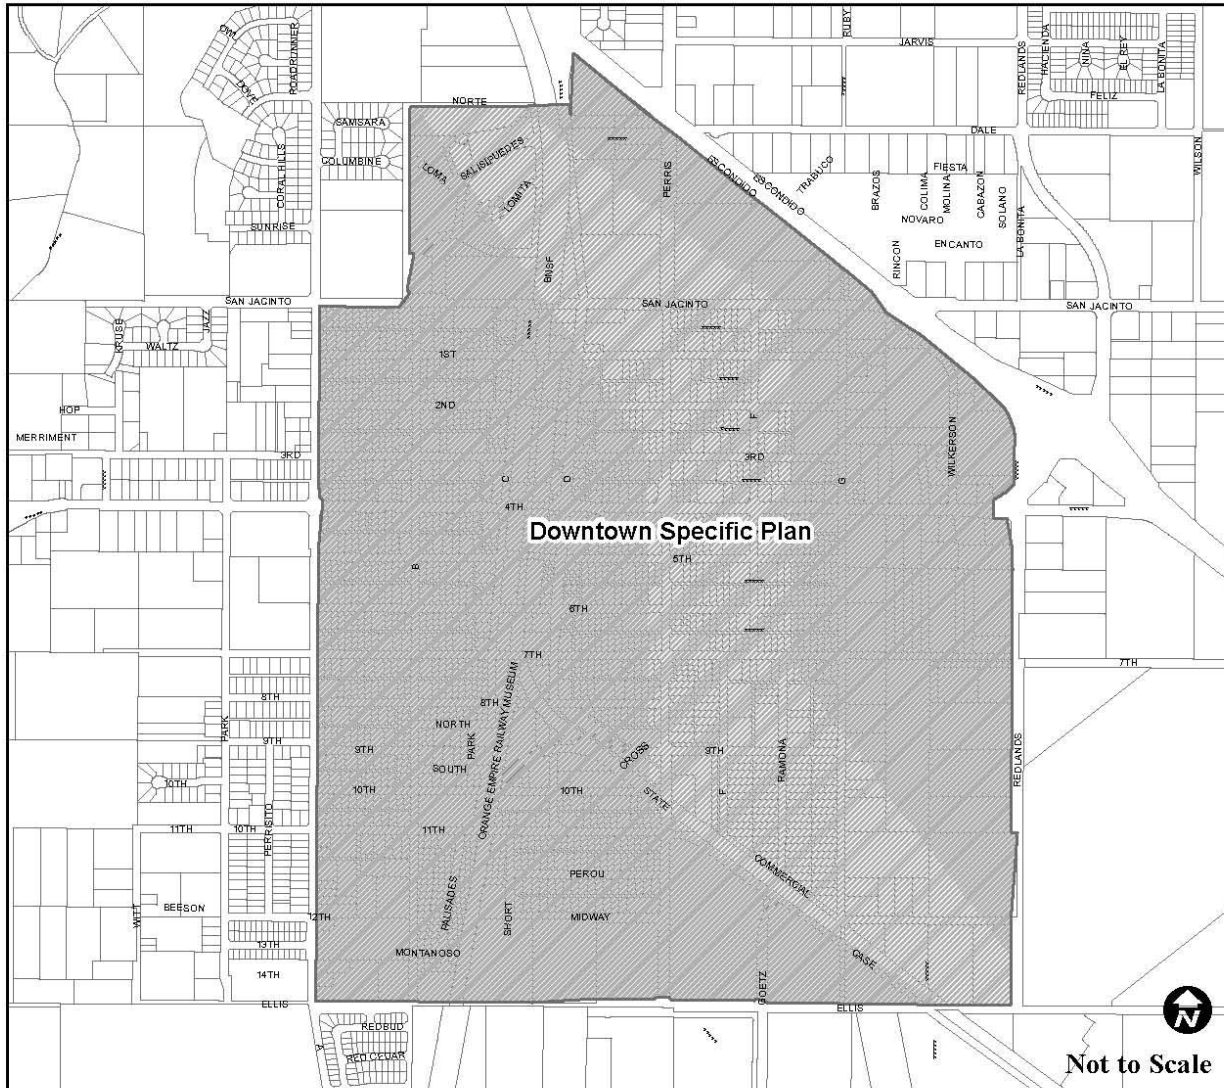 OWL
ROADRUNNER
DOVE
CORAL HILLS
SUNRISE
NORTE
SAMSARA
COLUMBINE
LOMA
SALISIPUEDES
LOMITA
BNSF
PERRIS
ESCONDIDO
ESCONDIDO
RUBY
JARVIS
REDLANDS
HACIENDA
NINA
EL REY
LA BONITA
FELIZ
DALE
WILSON
TRABUCO
FIESTA
BRAZOS
COLIMA
MOLINA
CABAZON
SOLANO
NOVARO
ENCANTO
RINCON
LA BONITA
SAN JACINTO
SAN JACINTO
SAN JACINTO
KRUSE
JAZZ
WALTZ
HOP
MERRIMENT
3RD
1ST
2ND
F
3RD
WILKERSON
C
D
G
4TH
Downtown Specific Plan
5TH
B
6TH
7TH
7TH
8TH
PARK
9TH
10TH
11TH
10TH
PERRISITO
BEESON
WITT
12TH
13TH
14TH
ELLIS
8TH
NORTH
PARK
SOUTH
9TH
10TH
11TH
ORANGE EMPIRE RAILWAY MUSEUM
CROSS
STATE
10TH
9TH
F
RAMONA
REDLANDS
PEROU
COMMERCIAL
MIDWAY
PALISADES
SHORT
MONTANOSO
CASE
GOETZ
ELLIS
A
REDBUD
RED CEDAR
N
Not to Scale